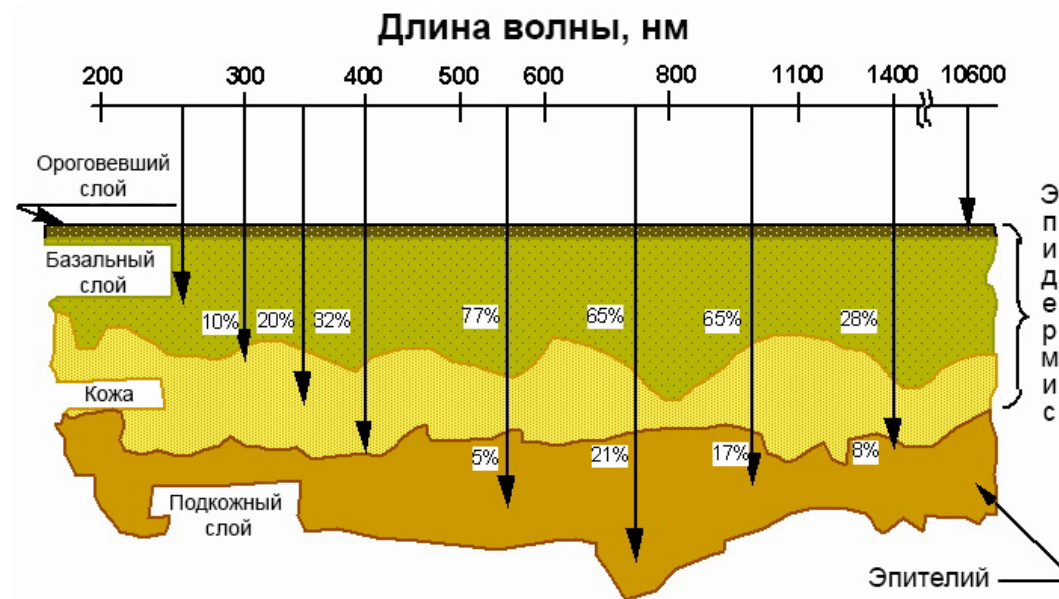 Длина волны, нм
200 300 400 500 600 800 1100 1400 10600
Ороговевший
слой
Базальный
слой
Эпидермис
10% 20% 32% 77% 65% 65% 28%
Кожа
5% 21% 17% 8%
Подкожный
слой
Эпителий